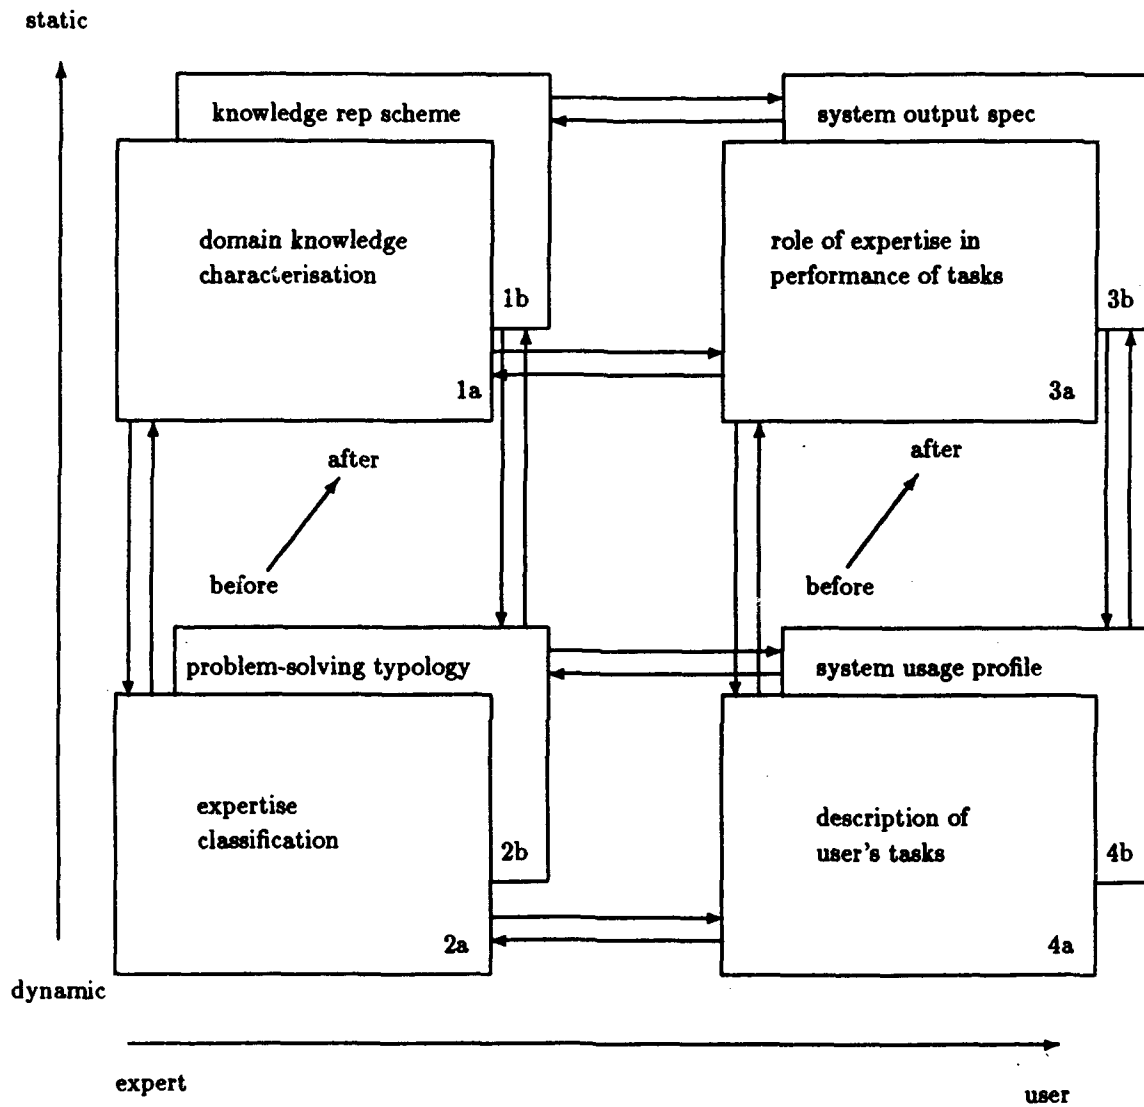 static
knowledge rep scheme
system output spec
domain knowledge
characterisation
role of expertise in
performance of tasks
1b
3b
1a
3a
after
after
before
before
problem-solving typology
system usage profile
expertise
classification
description of
user's tasks
2b
4b
2a
4a
dynamic
expert
user